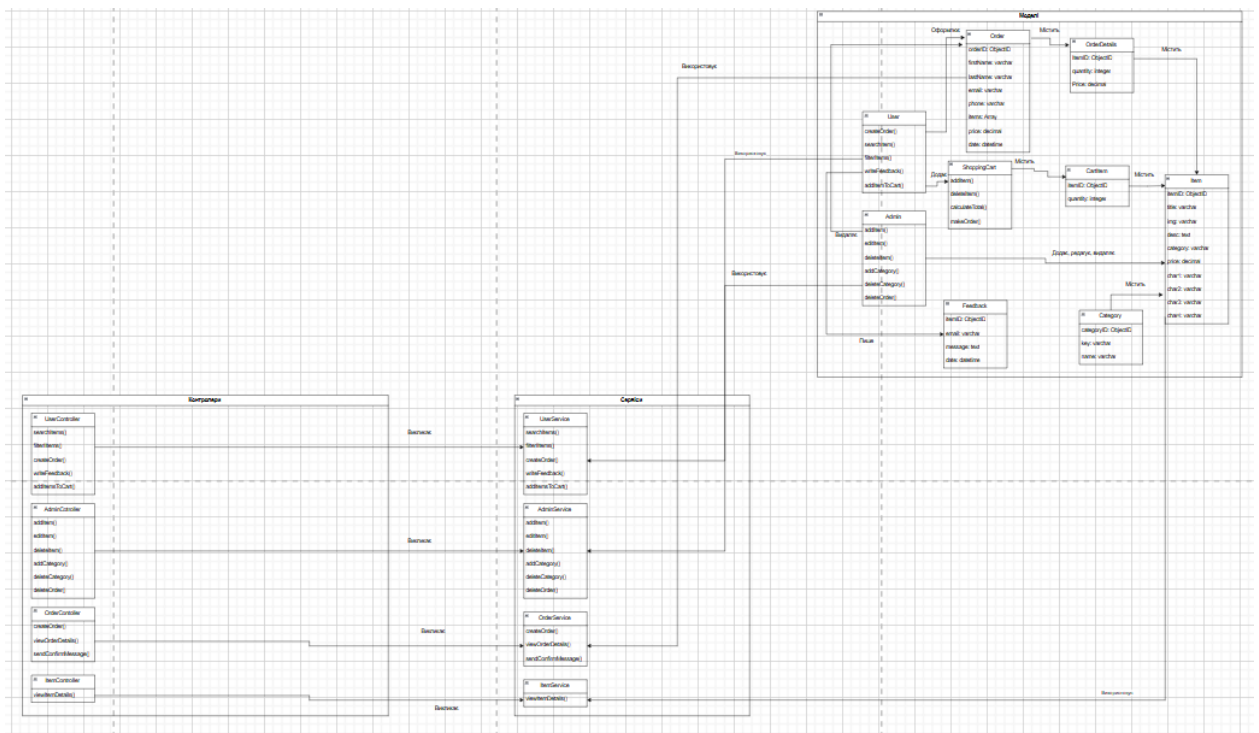 Моделі
Order
orderID: ObjectID
firstName: varchar
lastName: varchar
email: varchar
phone: varchar
items: Array
price: decimal
date: datetime
Оформлює
Містить
OrderDetails
itemID: ObjectID
quantity: integer
Price: decimal
Містить
Використовує
User
createOrder()
searchItems()
filterItems()
writeFeedback()
addItemToCart()
Використовує
Додає
ShoppingCart
addItem()
deleteItem()
calculateTotal()
makeOrder()
Містить
CartItem
itemID: ObjectID
quantity: integer
Містить
Item
itemID: ObjectID
title: varchar
img: varchar
desc: text
category: varchar
price: decimal
char1: varchar
char2: varchar
char3: varchar
char4: varchar
Admin
addItem()
editItem()
deleteItem()
addCategory()
deleteCategory()
deleteOrder()
Видаляє
Додає, редагує, видаляє
Використовує
Feedback
itemID: ObjectID
email: varchar
message: text
date: datetime
Пише
Містить
Category
categoryID: ObjectID
key: varchar
name: varchar
Контролери
UserController
searchItems()
filterItems()
createOrder()
writeFeedback()
addItemsToCart()
AdminController
addItem()
editItem()
deleteItem()
addCategory()
deleteCategory()
deleteOrder()
OrderController
createOrder()
viewOrderDetails()
sendConfirmMessage()
ItemController
viewItemDetails()
Викликає
Викликає
Викликає
Викликає
Сервіси
UserService
searchItems()
filterItems()
createOrder()
writeFeedback()
addItemsToCart()
AdminService
addItem()
editItem()
deleteItem()
addCategory()
deleteCategory()
deleteOrder()
OrderService
createOrder()
viewOrderDetails()
sendConfirmMessage()
ItemService
viewItemDetails()
Використовує